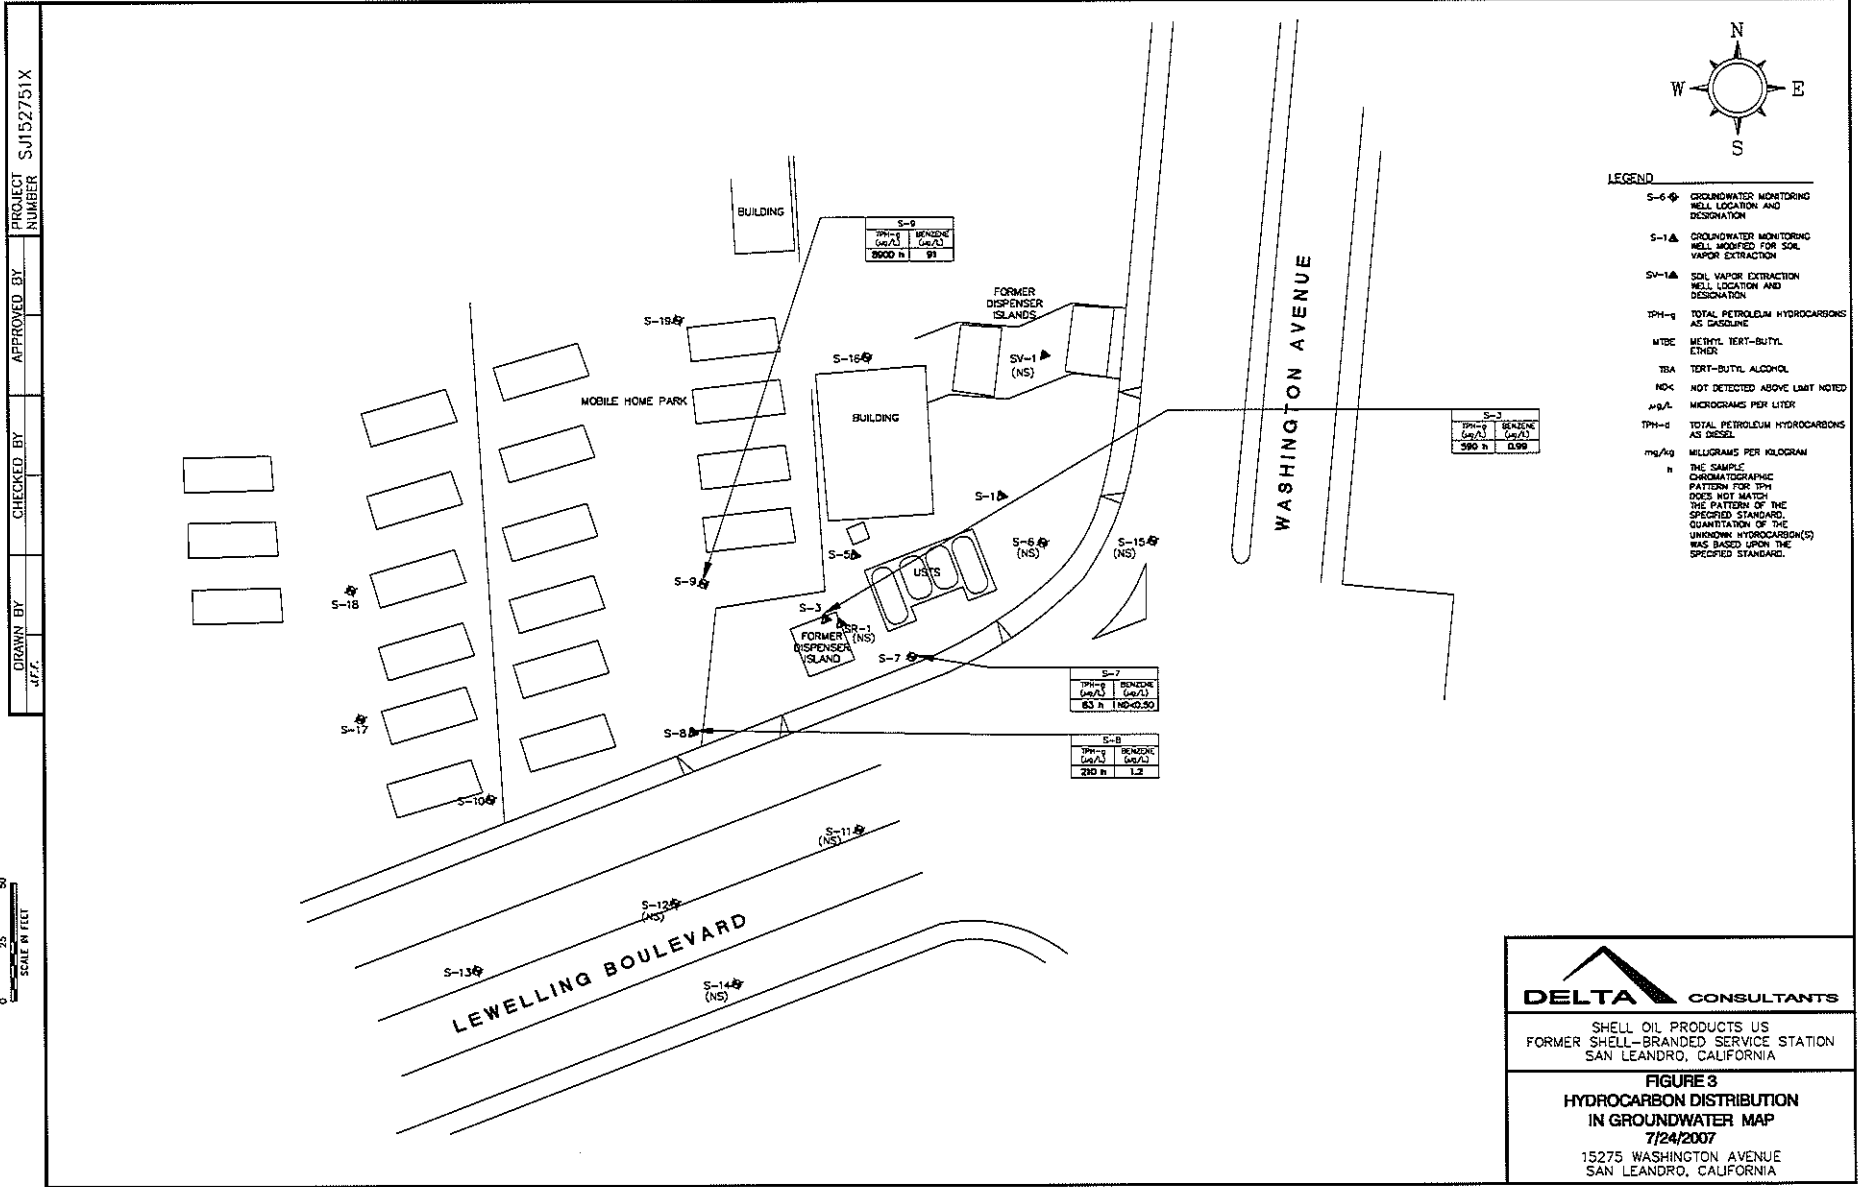 PROJECT
NUMBER SJ152751X
APPROVED BY
CHECKED BY
DRAWN BY
J.F.C.
0 25 50
SCALE IN FEET
N
W
E
S
LEGEND
S-6 GROUNDWATER MONITORING
WELL LOCATION AND
DESIGNATION
S-1 GROUNDWATER MONITORING
WELL MODIFIED FOR SOIL
VAPOR EXTRACTION
SV-1 SOIL VAPOR EXTRACTION
WELL LOCATION AND
DESIGNATION
TPH-g TOTAL PETROLEUM HYDROCARBONS
AS GASOLINE
MTBE METHYL TERT-BUTYL
ETHER
TBA TERT-BUTYL ALCOHOL
ND< NOT DETECTED ABOVE LIMIT NOTED
µg/L MICROGRAMS PER LITER
TPH-d TOTAL PETROLEUM HYDROCARBONS
AS DIESEL
mg/kg MILLIGRAMS PER KILOGRAM
h THE SAMPLE
CHROMATOGRAPHIC
PATTERN FOR TPH
DOES NOT MATCH
THE PATTERN OF THE
SPECIFIED STANDARD.
QUANTITATION OF THE
UNKNOWN HYDROCARBON(S)
WAS BASED UPON THE
SPECIFIED STANDARD.
BUILDING
S-9
TPH-g BENZENE
(µg/L) (µg/L)
8900 h 91
FORMER
DISPENSER
ISLANDS
SV-1
(NS)
S-19
S-16
MOBILE HOME PARK
BUILDING
WASHINGTON AVENUE
S-3
TPH-g BENZENE
(µg/L) (µg/L)
590 h 0.99
S-1
S-6
(NS)
S-15
(NS)
S-5
USTS
S-9
S-18
S-3
SR-1
(NS)
FORMER
DISPENSER
ISLAND
S-7
S-7
TPH-g BENZENE
(µg/L) (µg/L)
63 h ND<0.50
S-17
S-8
S-8
TPH-g BENZENE
(µg/L) (µg/L)
210 h 1.2
S-10
S-11
(NS)
S-12
(NS)
S-13
S-14
(NS)
LEWELLING BOULEVARD
DELTA CONSULTANTS
SHELL OIL PRODUCTS US
FORMER SHELL-BRANDED SERVICE STATION
SAN LEANDRO, CALIFORNIA
FIGURE 3
HYDROCARBON DISTRIBUTION
IN GROUNDWATER MAP
7/24/2007
15275 WASHINGTON AVENUE
SAN LEANDRO, CALIFORNIA